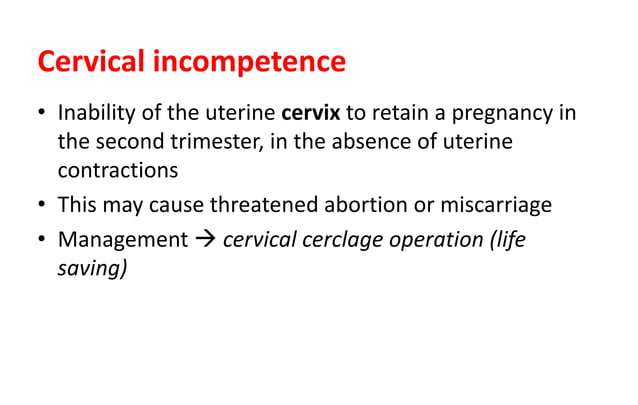 Cervical incompetence
• Inability of the uterine cervix to retain a pregnancy in
the second trimester, in the absence of uterine
contractions
• This may cause threatened abortion or miscarriage
• Management → cervical cerclage operation (life
saving)